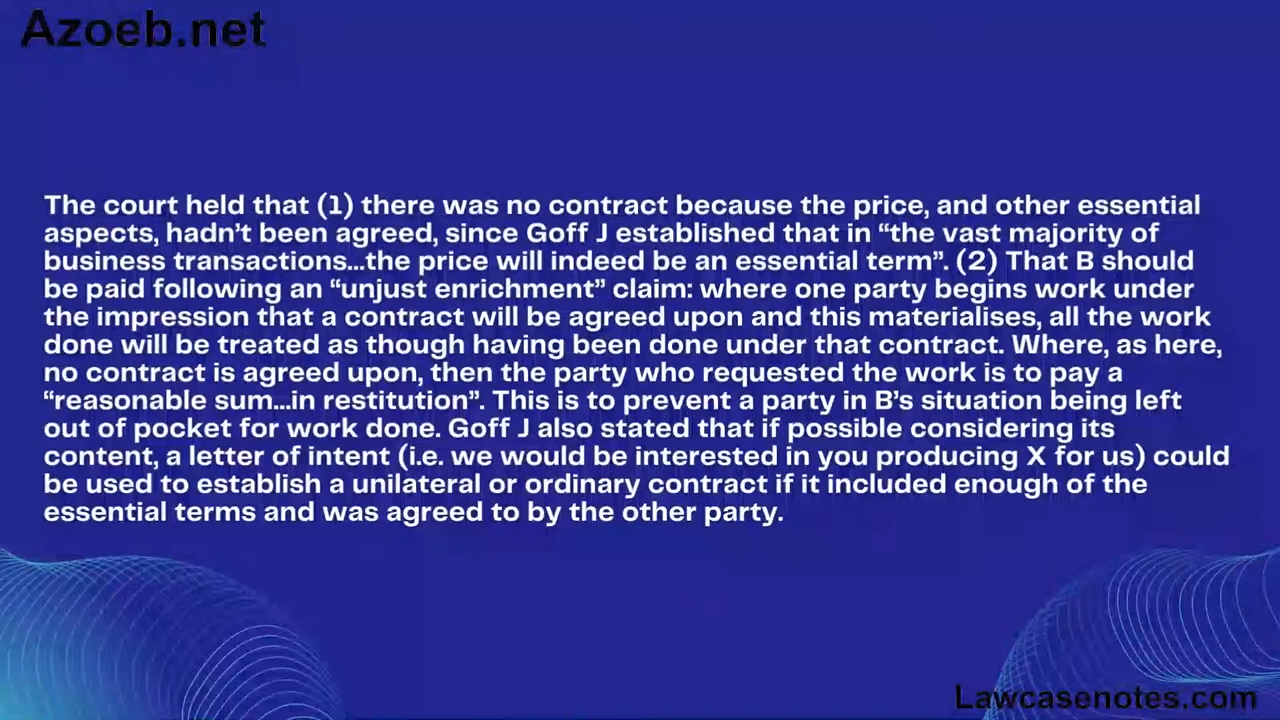 Azoeb.net
The court held that (1) there was no contract because the price, and other essential
aspects, hadn’t been agreed, since Goff J established that in “the vast majority of
business transactions...the price will indeed be an essential term”. (2) That B should
be paid following an “unjust enrichment” claim: where one party begins work under
the impression that a contract will be agreed upon and this materialises, all the work
done will be treated as though having been done under that contract. Where, as here,
no contract is agreed upon, then the party who requested the work is to pay a
“reasonable sum...in restitution”. This is to prevent a party in B’s situation being left
out of pocket for work done. Goff J also stated that if possible considering its
content, a letter of intent (i.e. we would be interested in you producing X for us) could
be used to establish a unilateral or ordinary contract if it included enough of the
essential terms and was agreed to by the other party.
Lawcasenotes.com